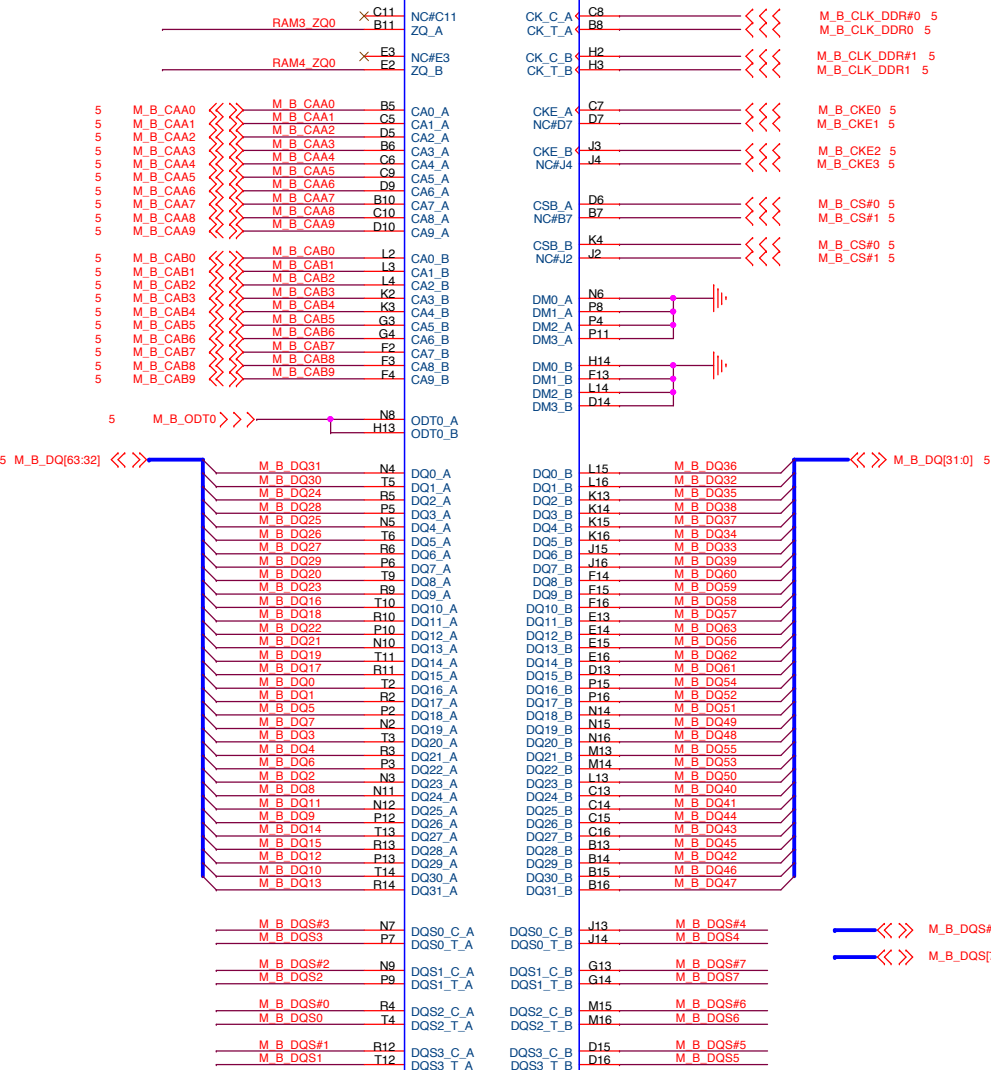 C11 NC#C11 CK_C_A C8 M_B_CLK_DDR#0 5
RAM3_ZQ0 B11 ZQ_A CK_T_A B8 M_B_CLK_DDR0 5
E3 NC#E3 CK_C_B H2 M_B_CLK_DDR#1 5
RAM4_ZQ0 E2 ZQ_B CK_T_B H3 M_B_CLK_DDR1 5
5 M_B_CAA0 M_B_CAA0 B5 CA0_A CKE_A C7 M_B_CKE0 5
5 M_B_CAA1 M_B_CAA1 C5 CA1_A NC#D7 D7 M_B_CKE1 5
5 M_B_CAA2 M_B_CAA2 D5 CA2_A
5 M_B_CAA3 M_B_CAA3 B6 CA3_A CKE_B J3 M_B_CKE2 5
5 M_B_CAA4 M_B_CAA4 C6 CA4_A NC#J4 J4 M_B_CKE3 5
5 M_B_CAA5 M_B_CAA5 C9 CA5_A
5 M_B_CAA6 M_B_CAA6 D9 CA6_A
5 M_B_CAA7 M_B_CAA7 B10 CA7_A CSB_A D6 M_B_CS#0 5
5 M_B_CAA8 M_B_CAA8 C10 CA8_A NC#B7 B7 M_B_CS#1 5
5 M_B_CAA9 M_B_CAA9 D10 CA9_A
CSB_B K4 M_B_CS#0 5
5 M_B_CAB0 M_B_CAB0 L2 CA0_B NC#J2 J2 M_B_CS#1 5
5 M_B_CAB1 M_B_CAB1 L3 CA1_B
5 M_B_CAB2 M_B_CAB2 L4 CA2_B
5 M_B_CAB3 M_B_CAB3 K2 CA3_B DM0_A N6
5 M_B_CAB4 M_B_CAB4 K3 CA4_B DM1_A P8
5 M_B_CAB5 M_B_CAB5 G3 CA5_B DM2_A P4
5 M_B_CAB6 M_B_CAB6 G4 CA6_B DM3_A P11
5 M_B_CAB7 M_B_CAB7 F2 CA7_B
5 M_B_CAB8 M_B_CAB8 F3 CA8_B DM0_B H14
5 M_B_CAB9 M_B_CAB9 F4 CA9_B DM1_B F13
DM2_B L14
DM3_B D14
5 M_B_ODT0 N8 ODT0_A
H13 ODT0_B
5 M_B_DQ[63:32] M_B_DQ[31:0] 5
M_B_DQ31 N4 DQ0_A DQ0_B L15 M_B_DQ36
M_B_DQ30 T5 DQ1_A DQ1_B L16 M_B_DQ32
M_B_DQ24 R5 DQ2_A DQ2_B K13 M_B_DQ35
M_B_DQ28 P5 DQ3_A DQ3_B K14 M_B_DQ38
M_B_DQ25 N5 DQ4_A DQ4_B K15 M_B_DQ37
M_B_DQ26 T6 DQ5_A DQ5_B K16 M_B_DQ34
M_B_DQ27 R6 DQ6_A DQ6_B J15 M_B_DQ33
M_B_DQ29 P6 DQ7_A DQ7_B J16 M_B_DQ39
M_B_DQ20 T9 DQ8_A DQ8_B F14 M_B_DQ60
M_B_DQ23 R9 DQ9_A DQ9_B F15 M_B_DQ59
M_B_DQ16 T10 DQ10_A DQ10_B F16 M_B_DQ58
M_B_DQ18 R10 DQ11_A DQ11_B E13 M_B_DQ57
M_B_DQ22 P10 DQ12_A DQ12_B E14 M_B_DQ63
M_B_DQ21 N10 DQ13_A DQ13_B E15 M_B_DQ56
M_B_DQ19 T11 DQ14_A DQ14_B E16 M_B_DQ62
M_B_DQ17 R11 DQ15_A DQ15_B D13 M_B_DQ61
M_B_DQ0 T2 DQ16_A DQ16_B P15 M_B_DQ54
M_B_DQ1 R2 DQ17_A DQ17_B P16 M_B_DQ52
M_B_DQ5 P2 DQ18_A DQ18_B N14 M_B_DQ51
M_B_DQ7 N2 DQ19_A DQ19_B N15 M_B_DQ49
M_B_DQ3 T3 DQ20_A DQ20_B N16 M_B_DQ48
M_B_DQ4 R3 DQ21_A DQ21_B M13 M_B_DQ55
M_B_DQ6 P3 DQ22_A DQ22_B M14 M_B_DQ53
M_B_DQ2 N3 DQ23_A DQ23_B L13 M_B_DQ50
M_B_DQ8 N11 DQ24_A DQ24_B C13 M_B_DQ40
M_B_DQ11 N12 DQ25_A DQ25_B C14 M_B_DQ41
M_B_DQ9 P12 DQ26_A DQ26_B C15 M_B_DQ44
M_B_DQ14 T13 DQ27_A DQ27_B C16 M_B_DQ43
M_B_DQ15 R13 DQ28_A DQ28_B B13 M_B_DQ45
M_B_DQ12 P13 DQ29_A DQ29_B B14 M_B_DQ42
M_B_DQ10 T14 DQ30_A DQ30_B B15 M_B_DQ46
M_B_DQ13 R14 DQ31_A DQ31_B B16 M_B_DQ47
M_B_DQS#3 N7 DQS0_C_A DQS0_C_B J13 M_B_DQS#4 M_B_DQS#
M_B_DQS3 P7 DQS0_T_A DQS0_T_B J14 M_B_DQS4
M_B_DQS#2 N9 DQS1_C_A DQS1_C_B G13 M_B_DQS#7 M_B_DQS[
M_B_DQS2 P9 DQS1_T_A DQS1_T_B G14 M_B_DQS7
M_B_DQS#0 R4 DQS2_C_A DQS2_C_B M15 M_B_DQS#6
M_B_DQS0 T4 DQS2_T_A DQS2_T_B M16 M_B_DQS6
M_B_DQS#1 R12 DQS3_C_A DQS3_C_B D15 M_B_DQS#5
M_B_DQS1 T12 DQS3_T_A DQS3_T_B D16 M_B_DQS5